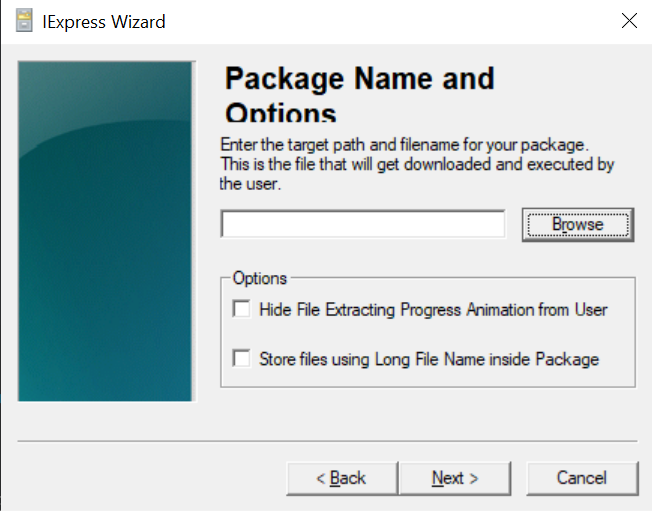 IExpress Wizard
Package Name and
Options
Enter the target path and filename for your package.
This is the file that will get downloaded and executed by
the user.
Browse
Options
Hide File Extracting Progress Animation from User
Store files using Long File Name inside Package
< Back
Next >
Cancel